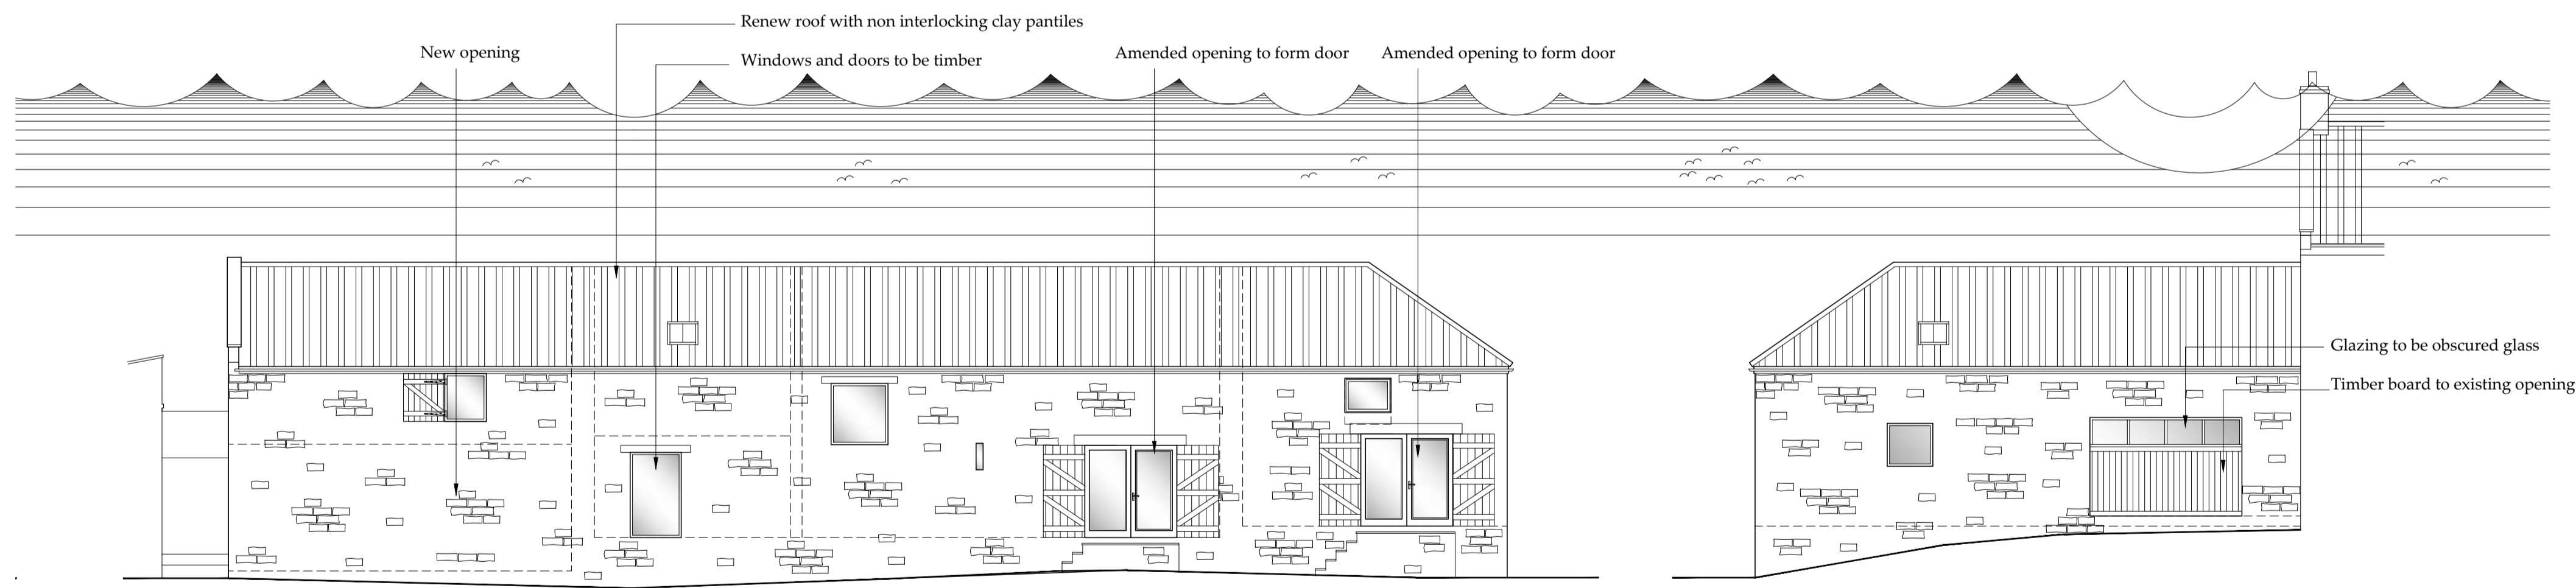 Renew roof with non interlocking clay pantiles
New opening
Windows and doors to be timber
Amended opening to form door
Amended opening to form door
Glazing to be obscured glass
Timber board to existing opening